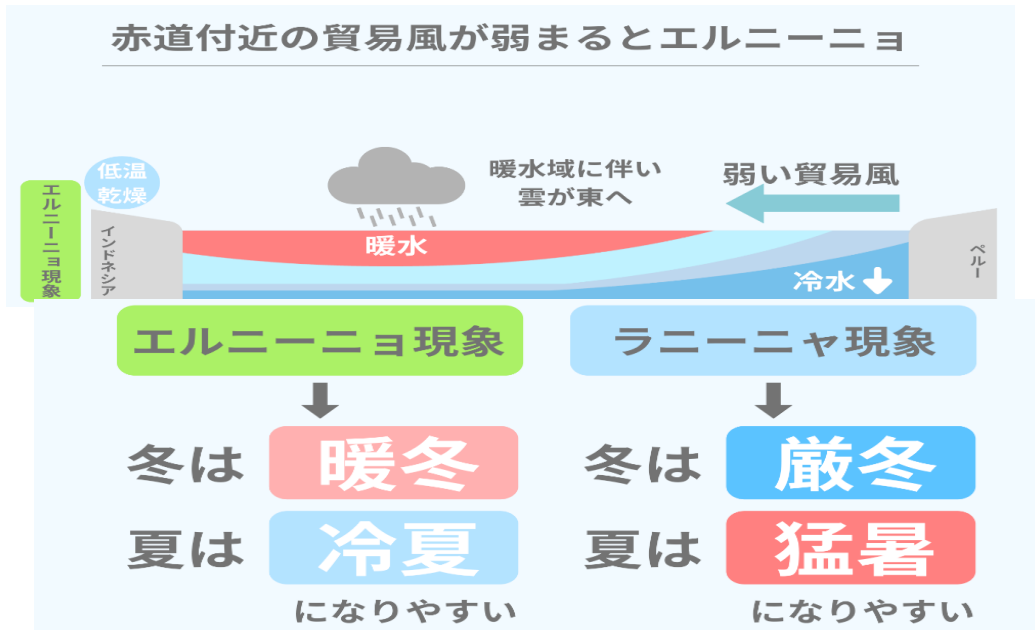 赤道付近の貿易風が弱まるとエルニーニョ
低温
乾燥
暖水域に伴い
雲が東へ
弱い貿易風
エルニーニョ現象
インドネシア
暖水
ペルー
冷水
エルニーニョ現象
ラニーニャ現象
冬は 暖冬
冬は 厳冬
夏は 冷夏
夏は 猛暑
になりやすい
になりやすい